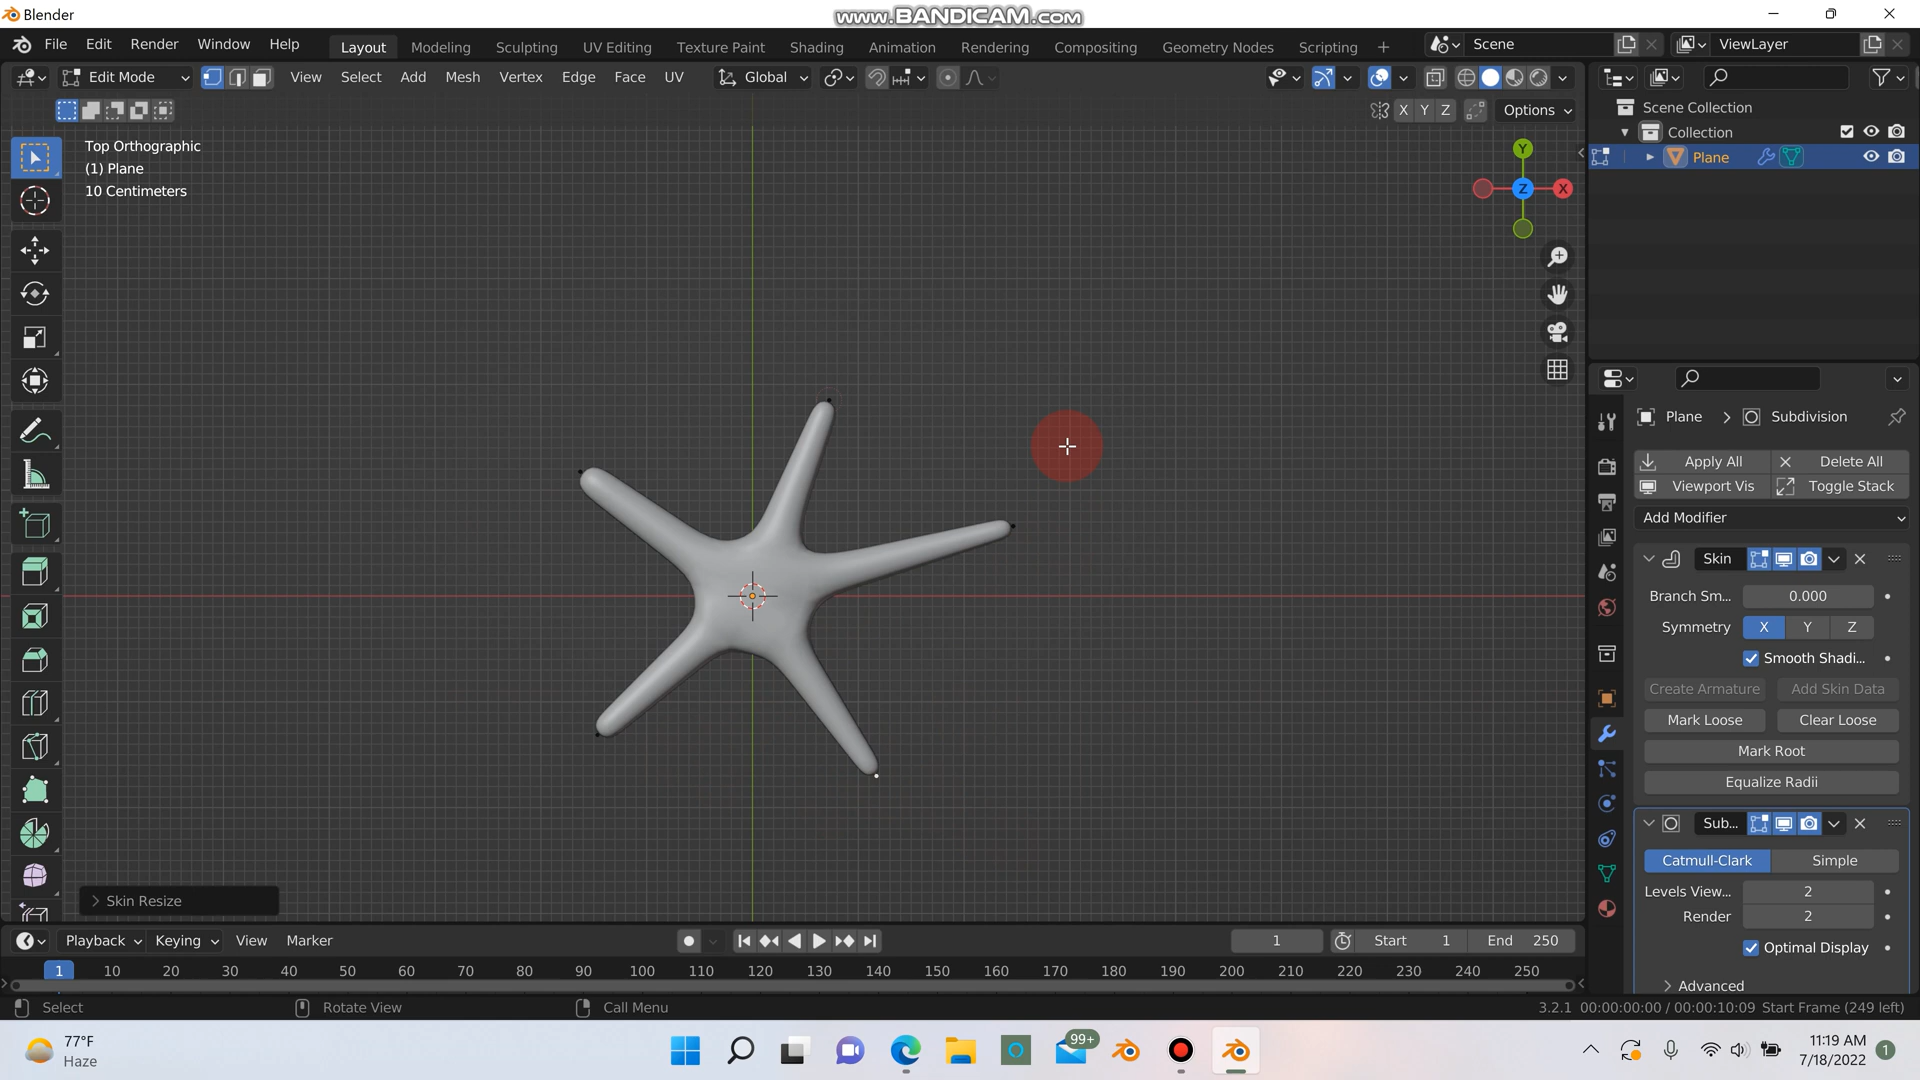 Blender
www.BANDICAM.com
File Edit Render Window Help Layout Modeling Sculpting UV Editing Texture Paint Shading Animation Rendering Compositing Geometry Nodes Scripting Scene ViewLayer
Edit Mode View Select Add Mesh Vertex Edge Face UV Global
X Y Z Options
Scene Collection
Collection
Plane
Top Orthographic
(1) Plane
10 Centimeters
Y
Z X
Plane > Subdivision
Apply All Delete All
Viewport Vis Toggle Stack
Add Modifier
Skin
Branch Sm... 0.000
Symmetry X Y Z
Smooth Shadi...
Create Armature Add Skin Data
Mark Loose Clear Loose
Mark Root
Equalize Radii
Sub...
Catmull-Clark Simple
Levels View... 2
Render 2
Optimal Display
Advanced
Skin Resize
Playback Keying View Marker 1 Start 1 End 250
1 10 20 30 40 50 60 70 80 90 100 110 120 130 140 150 160 170 180 190 200 210 220 230 240 250
Select Rotate View Call Menu 3.2.1 00:00:00:00 / 00:00:10:09 Start Frame (249 left)
77°F
Haze
99+
11:19 AM
7/18/2022
1